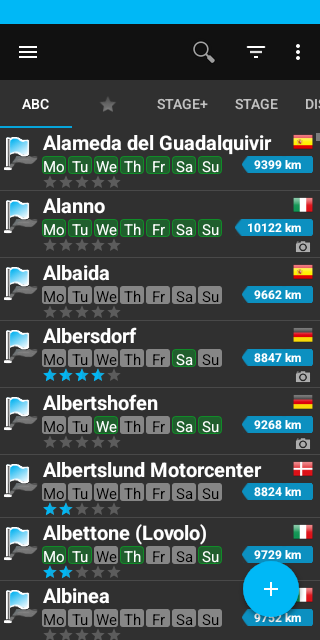 ABC STAGE+ STAGE DIS
Alameda del Guadalquivir
Mo Tu We Th Fr Sa Su 9399 km
Alanno
Mo Tu We Th Fr Sa Su 10122 km
Albaida
Mo Tu We Th Fr Sa Su 9662 km
Albersdorf
Mo Tu We Th Fr Sa Su 8847 km
Albertshofen
Mo Tu We Th Fr Sa Su 9268 km
Albertslund Motorcenter
Mo Tu We Th Fr Sa Su 8824 km
Albettone (Lovolo)
Mo Tu We Th Fr Sa Su 9729 km
Albinea
Mo Tu We Th Fr Sa Su km